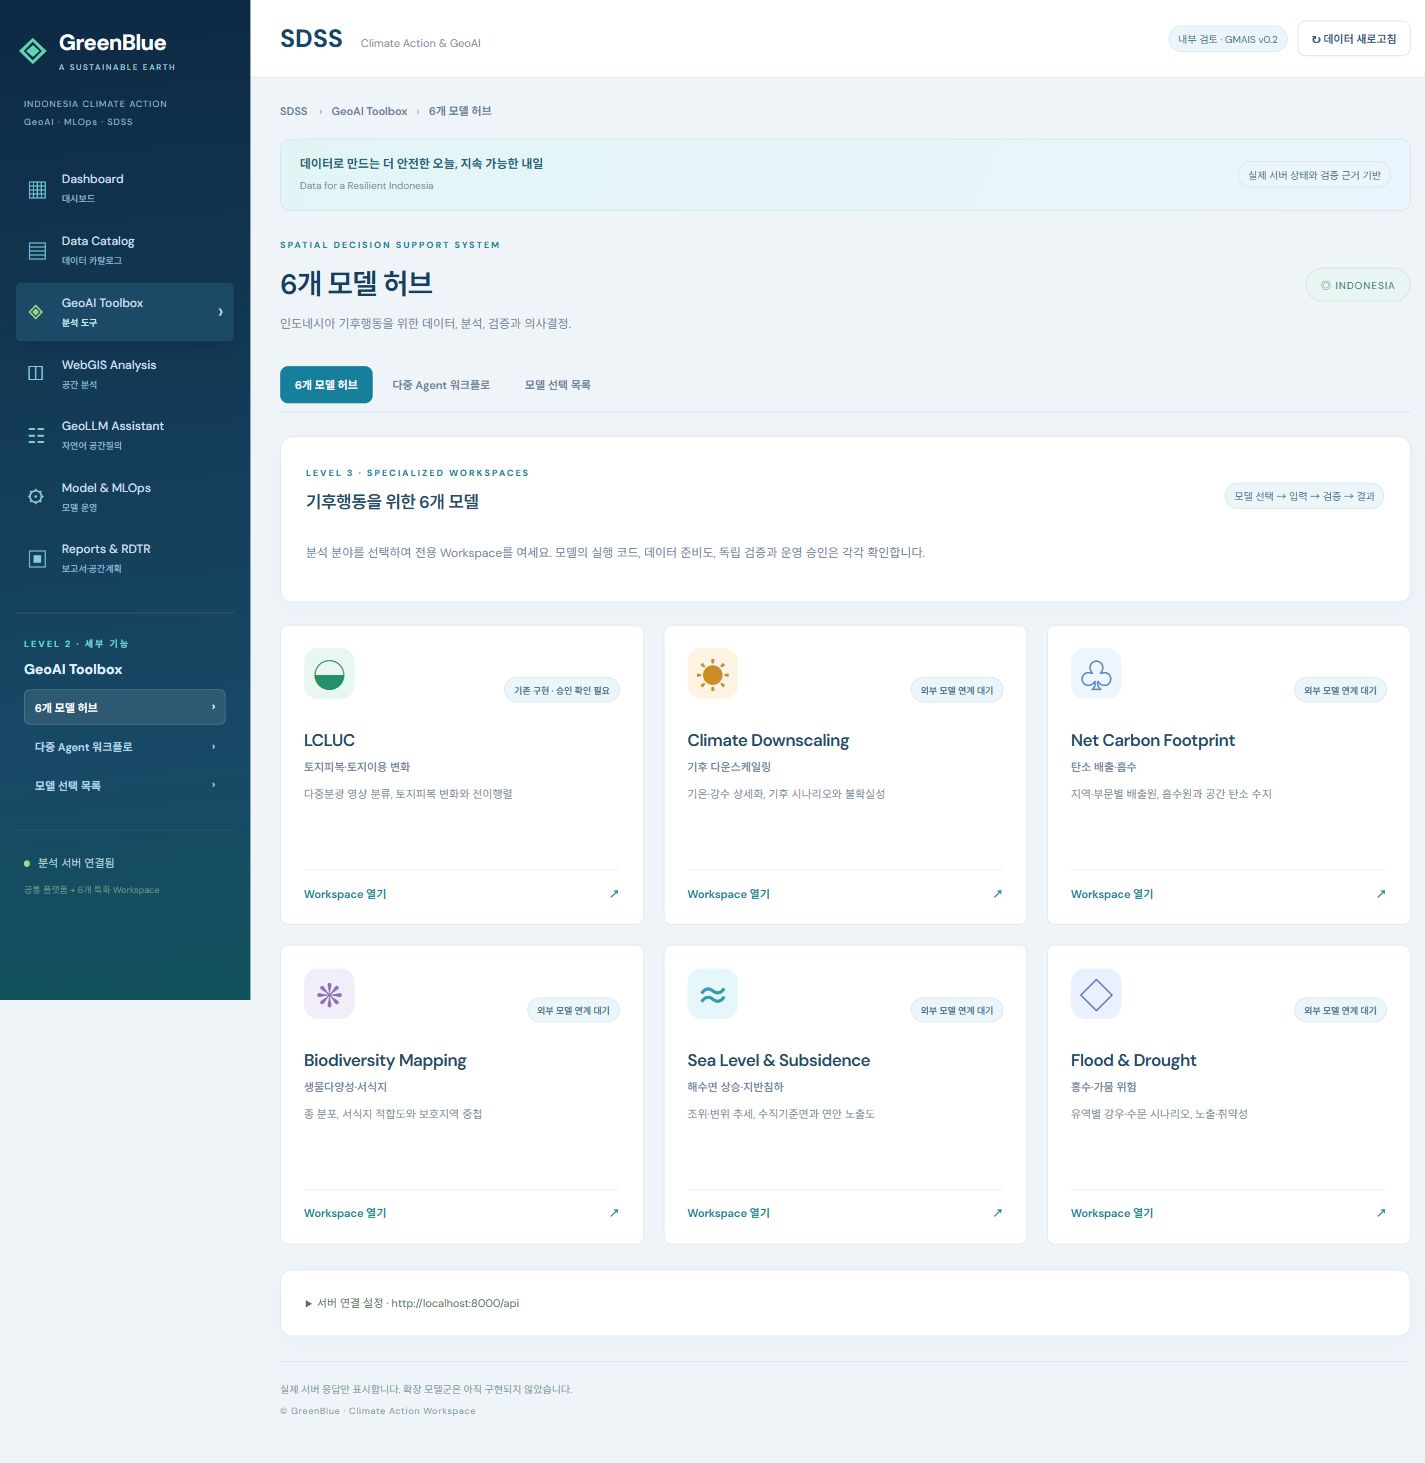 GreenBlue
A SUSTAINABLE EARTH
INDONESIA CLIMATE ACTION
GeoAI · MLOps · SDSS
Dashboard
대시보드
Data Catalog
데이터 카탈로그
GeoAI Toolbox
분석 도구
›
WebGIS Analysis
공간 분석
GeoLLM Assistant
자연어 공간질의
Model & MLOps
모델 운영
Reports & RDTR
보고서·공간계획
LEVEL 2 · 세부 기능
GeoAI Toolbox
6개 모델 허브 ›
다중 Agent 워크플로 ›
모델 선택 목록 ›
분석 서버 연결됨
공통 플랫폼 + 6개 특화 Workspace
SDSS Climate Action & GeoAI
내부 검토 · GMAIS v0.2
↻ 데이터 새로고침
SDSS › GeoAI Toolbox › 6개 모델 허브
데이터로 만드는 더 안전한 오늘, 지속 가능한 내일
Data for a Resilient Indonesia
실제 서버 상태와 검증 근거 기반
SPATIAL DECISION SUPPORT SYSTEM
6개 모델 허브
◎ INDONESIA
인도네시아 기후행동을 위한 데이터, 분석, 검증과 의사결정.
6개 모델 허브 다중 Agent 워크플로 모델 선택 목록
LEVEL 3 · SPECIALIZED WORKSPACES
기후행동을 위한 6개 모델
모델 선택 → 입력 → 검증 → 결과
분석 분야를 선택하여 전용 Workspace를 여세요. 모델의 실행 코드, 데이터 준비도, 독립 검증과 운영 승인은 각각 확인합니다.
기존 구현 · 승인 확인 필요
LCLUC
토지피복·토지이용 변화
다중분광 영상 분류, 토지피복 변화와 전이행렬
Workspace 열기 ↗
외부 모델 연계 대기
Climate Downscaling
기후 다운스케일링
기온·강수 상세화, 기후 시나리오와 불확실성
Workspace 열기 ↗
외부 모델 연계 대기
Net Carbon Footprint
탄소 배출·흡수
지역·부문별 배출원, 흡수원과 공간 탄소 수지
Workspace 열기 ↗
외부 모델 연계 대기
Biodiversity Mapping
생물다양성·서식지
종 분포, 서식지 적합도와 보호지역 중첩
Workspace 열기 ↗
외부 모델 연계 대기
Sea Level & Subsidence
해수면 상승·지반침하
조위·변위 추세, 수직기준면과 연안 노출도
Workspace 열기 ↗
외부 모델 연계 대기
Flood & Drought
홍수·가뭄 위험
유역별 강우·수문 시나리오, 노출·취약성
Workspace 열기 ↗
▶ 서버 연결 설정 · http://localhost:8000/api
실제 서버 응답만 표시합니다. 확장 모델군은 아직 구현되지 않았습니다.
© GreenBlue · Climate Action Workspace